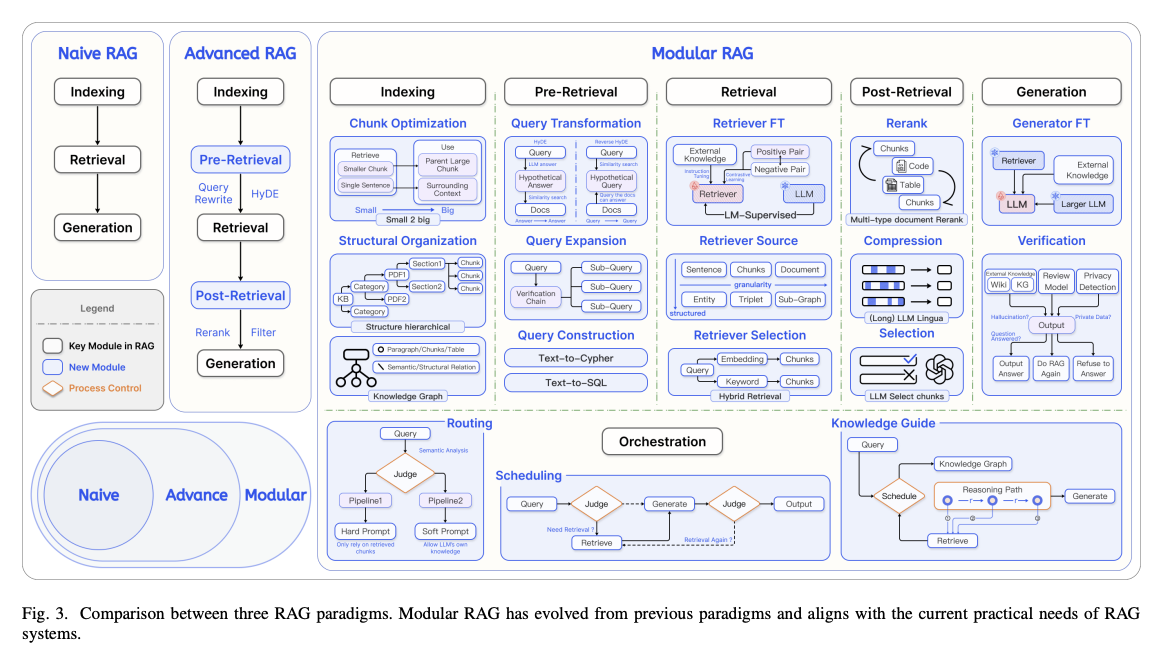 Naive RAG
Indexing
Retrieval
Generation
Advanced RAG
Indexing
Pre-Retrieval
Query
Rewrite
HyDE
Retrieval
Post-Retrieval
Rerank
Filter
Generation
Legend
Key Module in RAG
New Module
Process Control
Naive
Advance
Modular
Modular RAG
Indexing
Chunk Optimization
Retrieve
Smaller Chunk
Single Sentence
Use
Parent Large
Chunk
Surrounding
Context
Small
Big
Small 2 big
Structural Organization
KB
Category
Category
PDF1
PDF2
Section1
Section2
Chunk
Chunk
Chunk
Structure hierarchical
Paragraph/Chunks/Table
Semantic/Structural Relation
Knowledge Graph
Pre-Retrieval
Query Transformation
HyDE
Query
LLM answer
Hypothetical
Answer
Similarity search
Docs
Answer
Answer
Reverse HyDE
Query
Similarity search
Hypothetical
Query
Query the docs
can answer
Docs
Query
Query
Query Expansion
Query
Verification
Chain
Sub-Query
Sub-Query
Sub-Query
Query Construction
Text-to-Cypher
Text-to-SQL
Retrieval
Retriever FT
External
Knowledge
Positive Pair
Negative Pair
Instruction
Tuning
Contrastive
Learning
Retriever
LLM
LM-Supervised
Retriever Source
Sentence
Chunks
Document
granularity
Entity
Triplet
Sub-Graph
structured
Retriever Selection
Query
Embedding
Chunks
Keyword
Chunks
Hybrid Retrieval
Post-Retrieval
Rerank
Chunks
Code
Table
Chunks
Multi-type document Rerank
Compression
(Long) LLM Lingua
Selection
LLM Select chunks
Generation
Generator FT
Retriever
External
Knowledge
LLM
Larger LLM
Verification
External Knowledge
Wiki
KG
Review
Model
Privacy
Detection
Hallucination?
Private Data?
Output
Question
Answered?
Output
Answer
Do RAG
Again
Refuse to
Answer
Routing
Query
Semantic Analysis
Judge
Pipeline1
Pipeline2
Hard Prompt
Soft Prompt
Only rely on retrieved
chunks
Allow LLM's own
knowledge
Orchestration
Scheduling
Query
Judge
Generate
Judge
Output
Need Retrieval ?
Retrieve
Retrieval Again ?
Knowledge Guide
Query
Schedule
Knowledge Graph
Reasoning Path
r
r
Generate
Retrieve
Fig. 3. Comparison between three RAG paradigms. Modular RAG has evolved from previous paradigms and aligns with the current practical needs of RAG
systems.